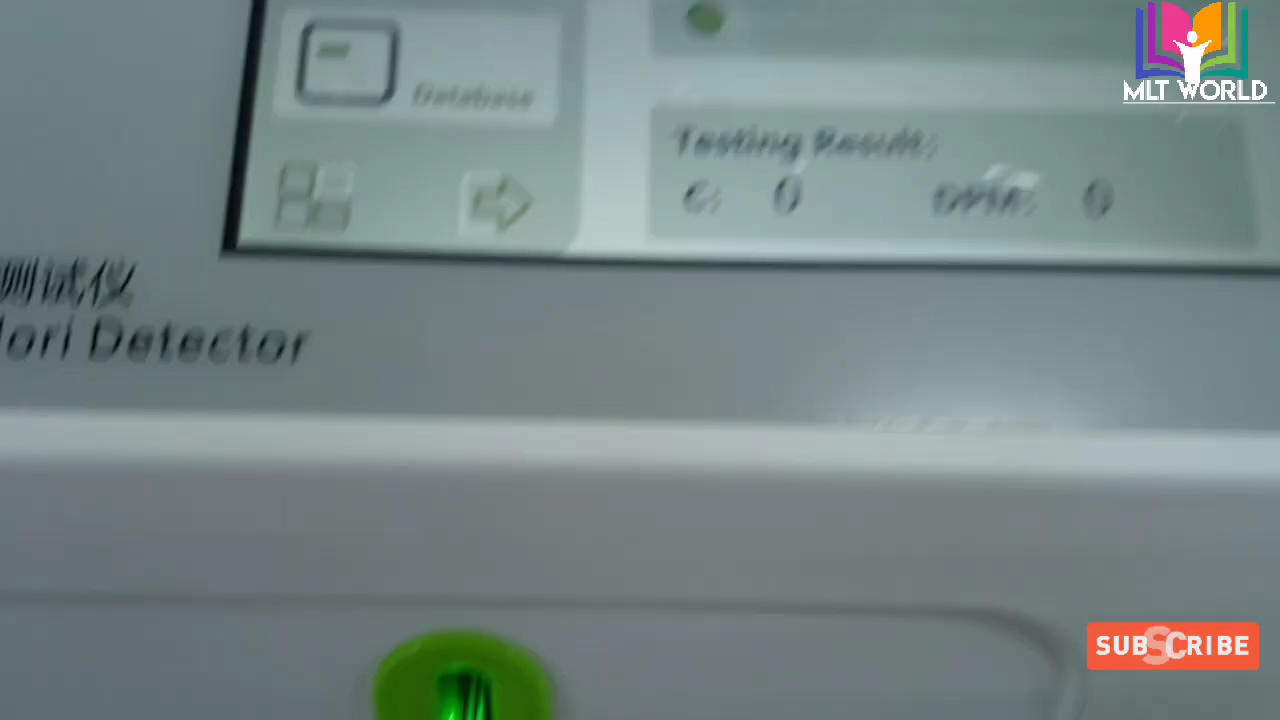 MLT WORLD
Database
Testing Result:
C: 0 DPM: 0
测试仪
lori Detector
SUBSCRIBE